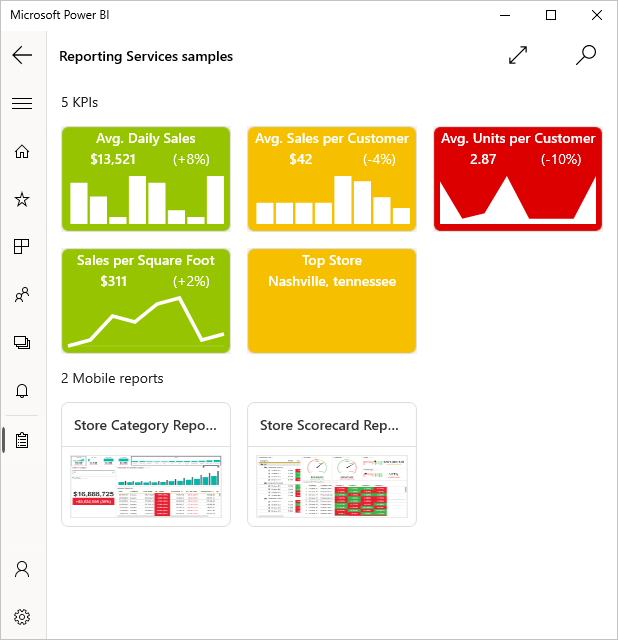 Microsoft Power BI
Reporting Services samples
5 KPIs
Avg. Daily Sales
$13,521 (+8%)
Avg. Sales per Customer
$42 (-4%)
Avg. Units per Customer
2.87 (-10%)
Sales per Square Foot
$311 (+2%)
Top Store
Nashville, tennessee
2 Mobile reports
Store Category Repo...
Store Scorecard Rep...
$16,888,725